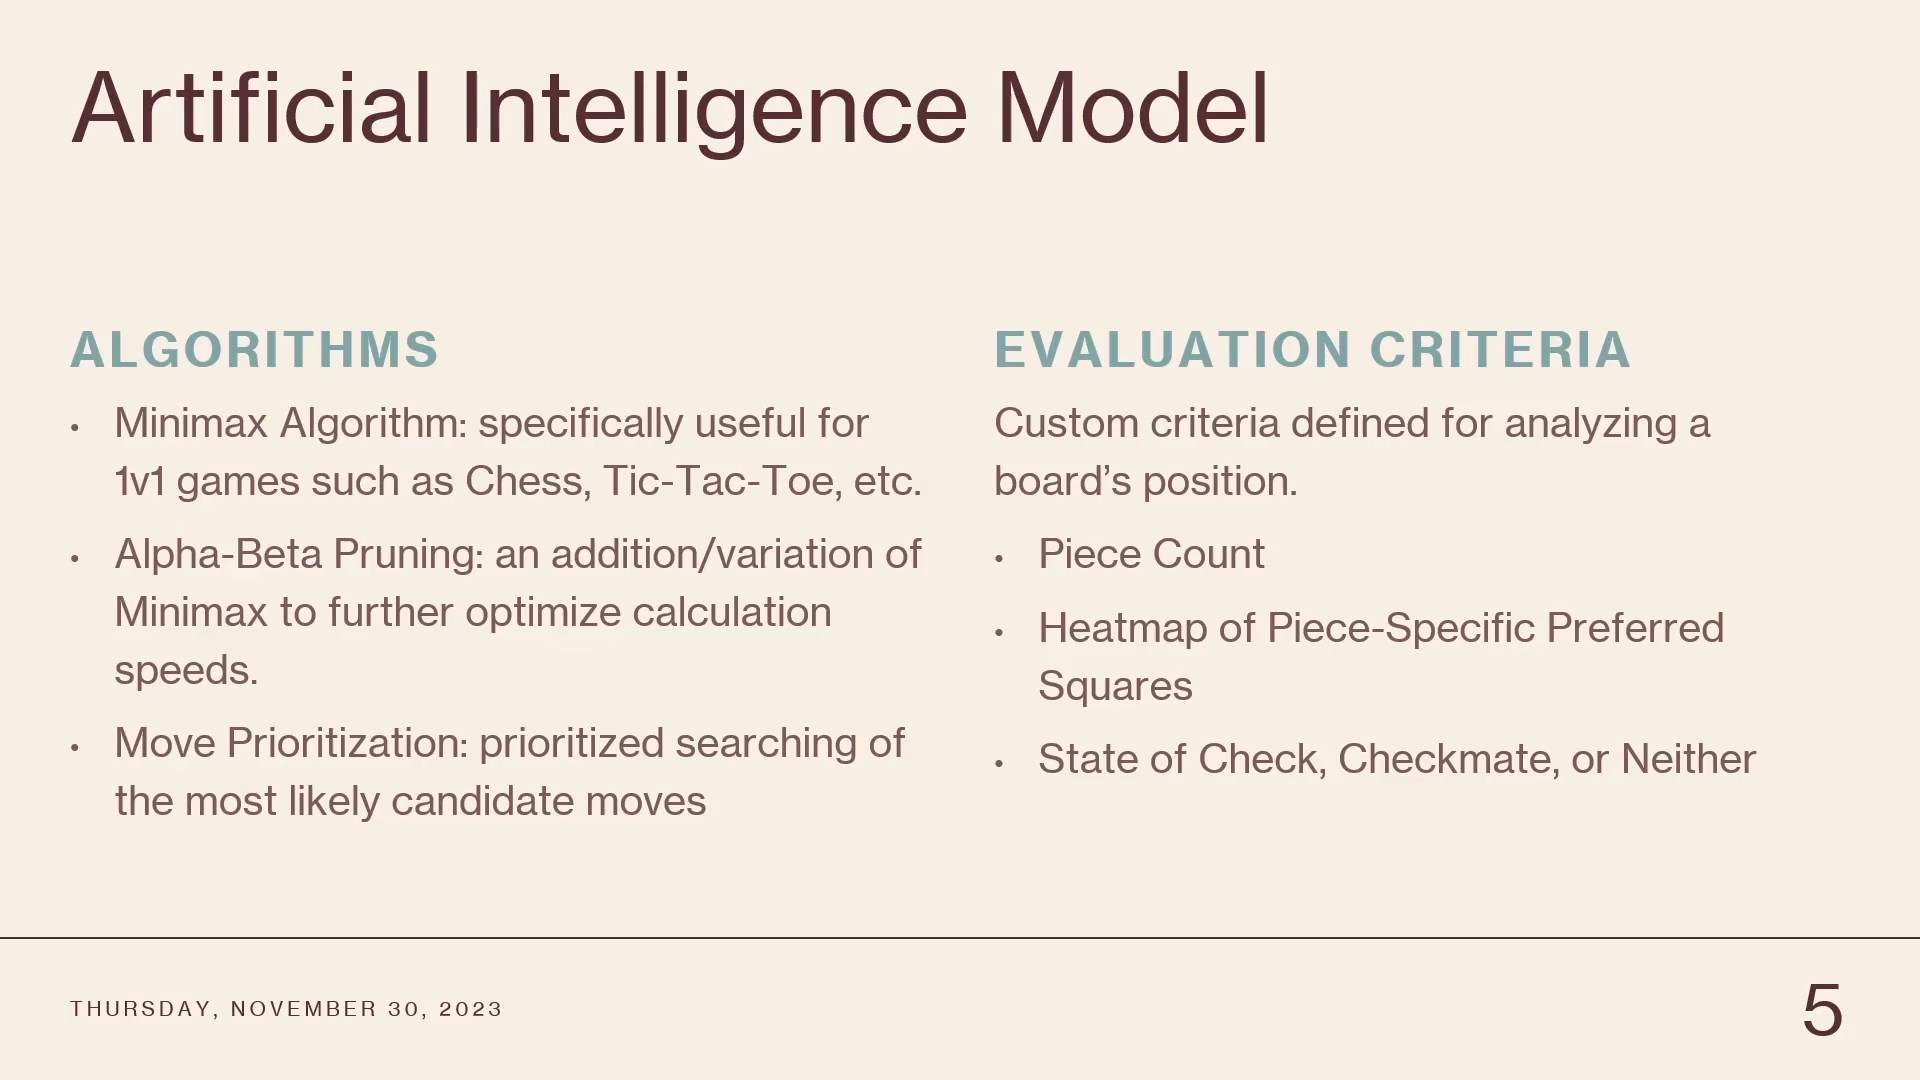 Artificial Intelligence Model
ALGORITHMS
• Minimax Algorithm: specifically useful for
1v1 games such as Chess, Tic-Tac-Toe, etc.
• Alpha-Beta Pruning: an addition/variation of
Minimax to further optimize calculation
speeds.
• Move Prioritization: prioritized searching of
the most likely candidate moves
EVALUATION CRITERIA
Custom criteria defined for analyzing a
board’s position.
• Piece Count
• Heatmap of Piece-Specific Preferred
Squares
• State of Check, Checkmate, or Neither
THURSDAY, NOVEMBER 30, 2023
5